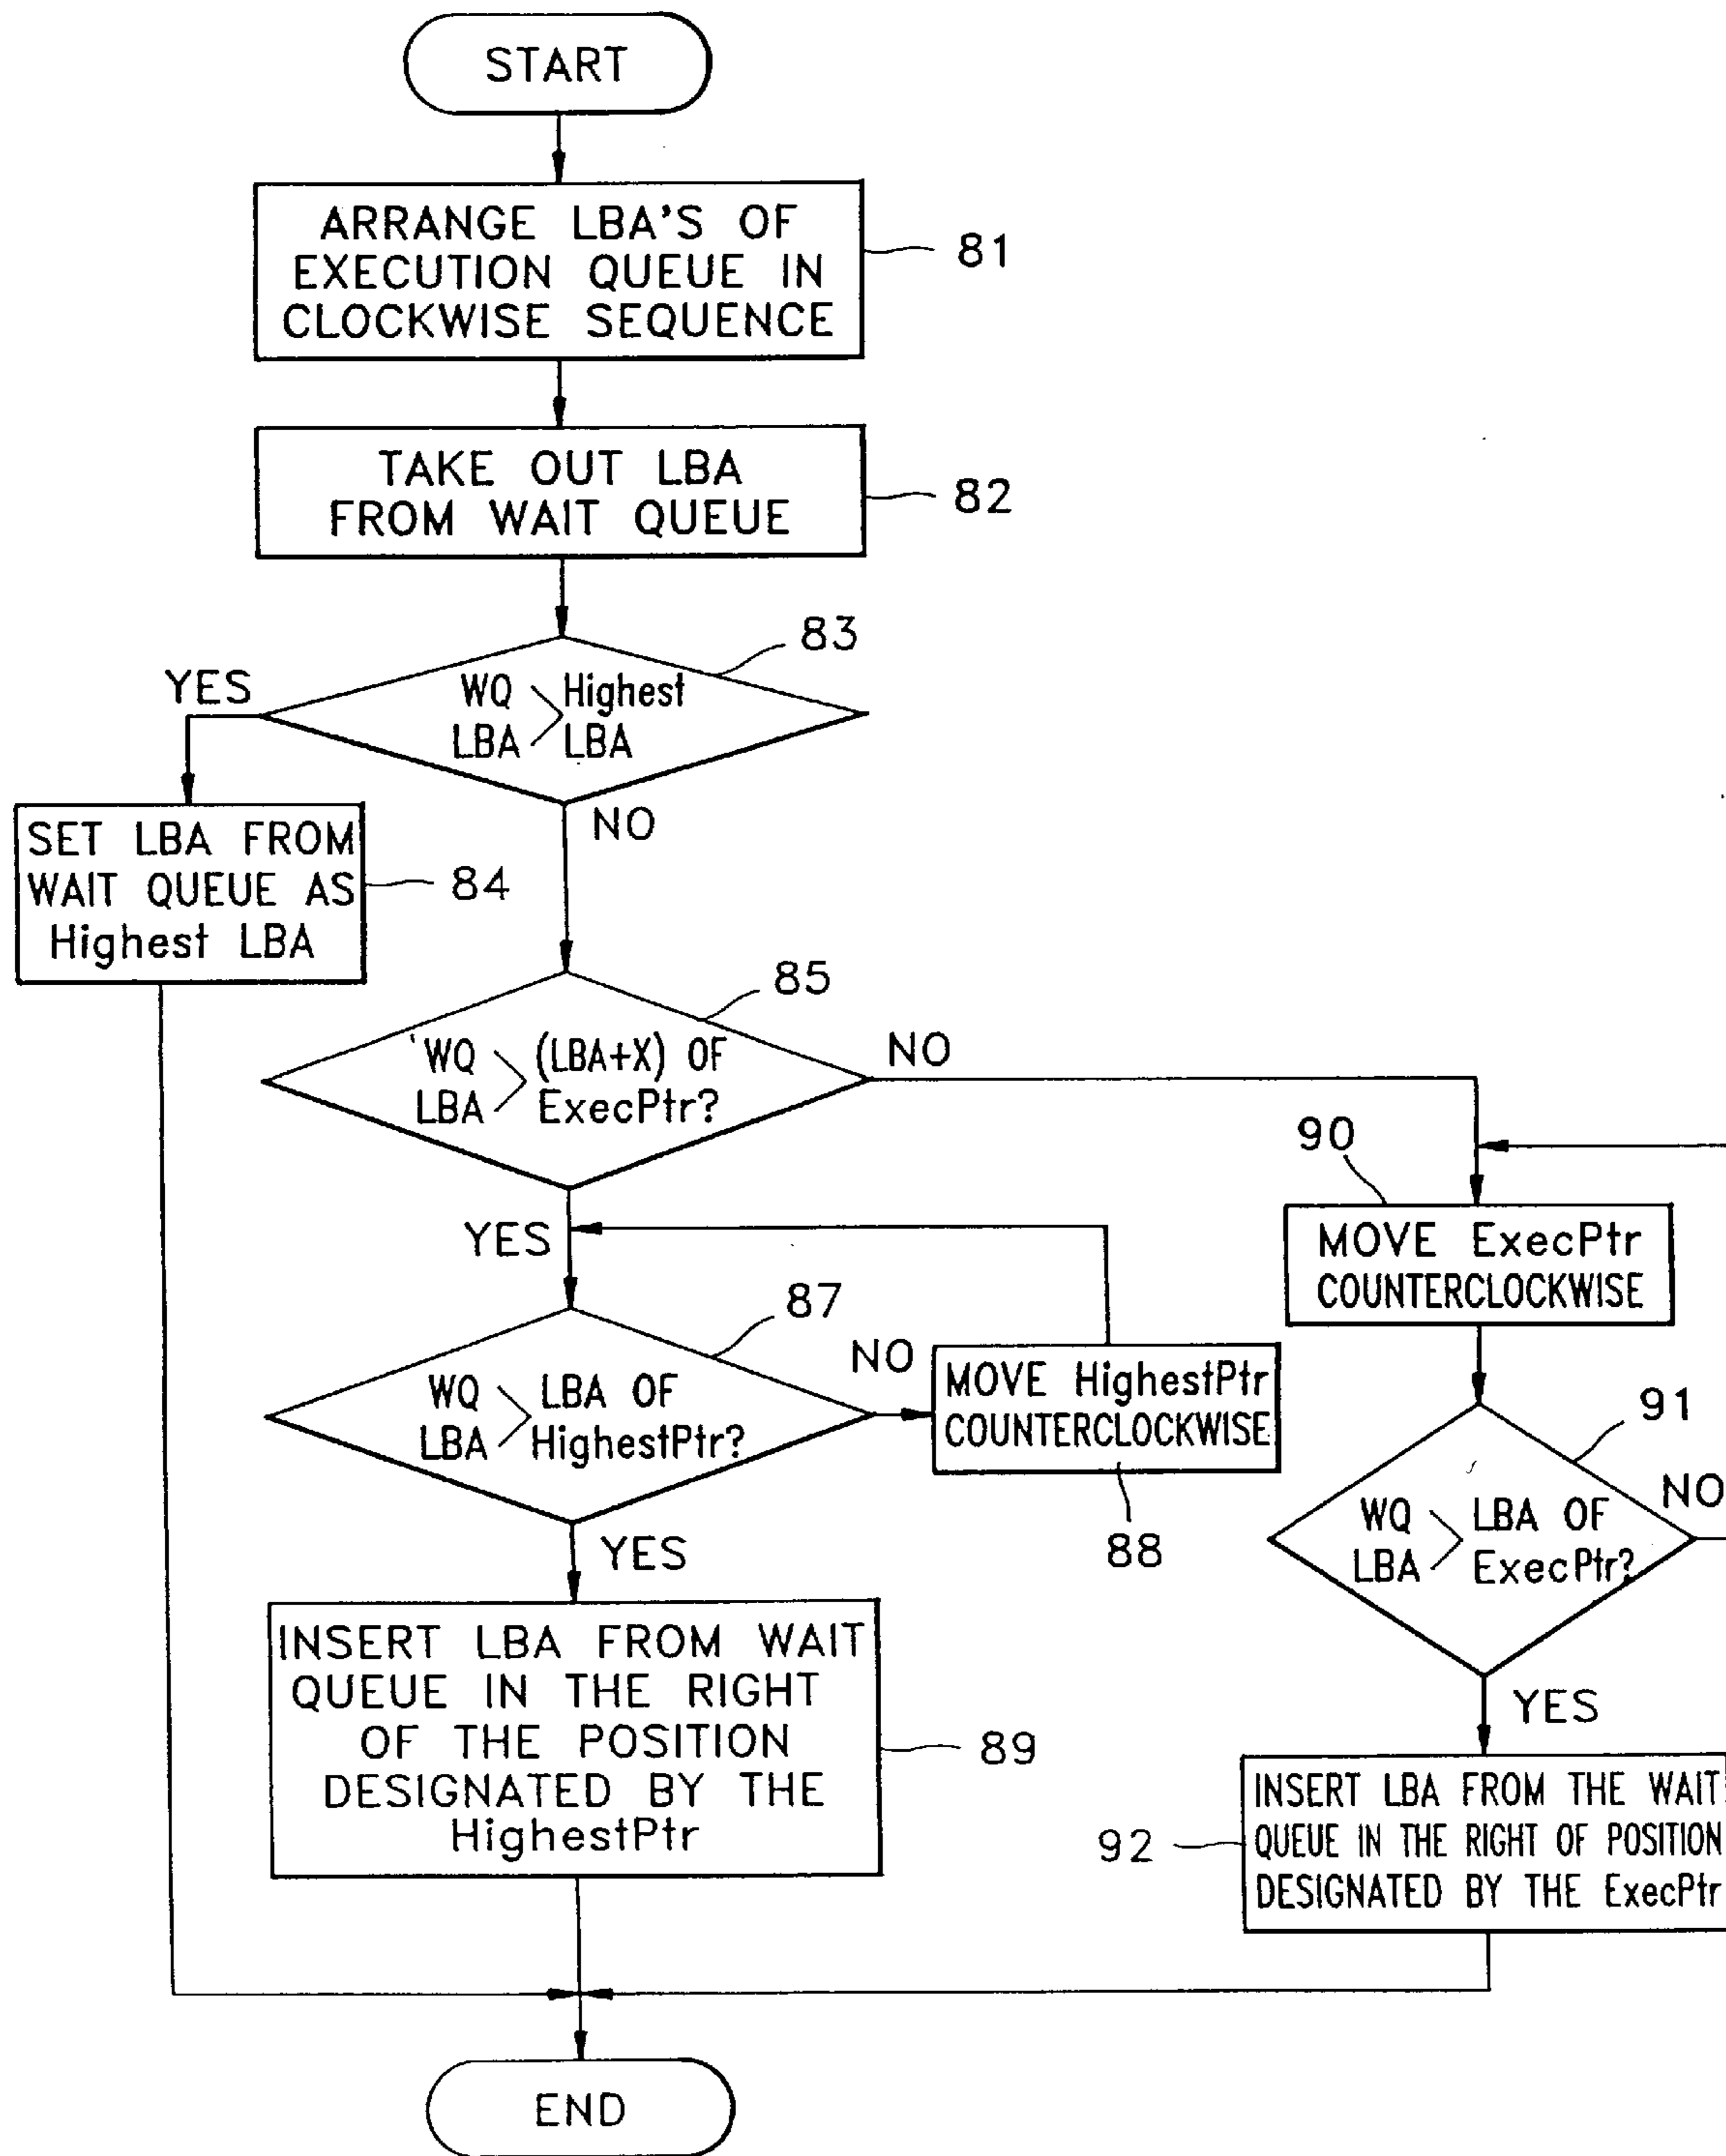 START
ARRANGE LBA'S OF
EXECUTION QUEUE IN
CLOCKWISE SEQUENCE
81
TAKE OUT LBA
FROM WAIT QUEUE
82
83
YES
WQ > Highest
LBA LBA
NO
SET LBA FROM
WAIT QUEUE AS
Highest LBA
84
85
WQ > (LBA+X) OF
LBA ExecPtr?
NO
YES
90
MOVE ExecPtr
COUNTERCLOCKWISE
87
WQ > LBA OF
LBA HighestPtr?
NO
MOVE HighestPtr
COUNTERCLOCKWISE
88
91
WQ > LBA OF
LBA ExecPtr?
NO
YES
YES
INSERT LBA FROM WAIT
QUEUE IN THE RIGHT
OF THE POSITION
DESIGNATED BY THE
HighestPtr
89
INSERT LBA FROM THE WAIT
QUEUE IN THE RIGHT OF POSITION
DESIGNATED BY THE ExecPtr
92
END